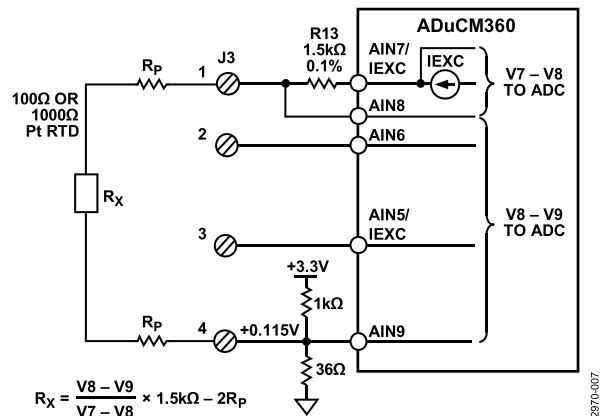 ADuCM360
R13
1.5kΩ
0.1%
AIN7/
IEXC
IEXC
V7 – V8
TO ADC
RP
J3
1
AIN8
100Ω OR
1000Ω
Pt RTD
2
AIN6
RX
V8 – V9
TO ADC
AIN5/
IEXC
3
+3.3V
1kΩ
RP
4
+0.115V
AIN9
36Ω
RX = V8 – V9 / V7 – V8 × 1.5kΩ – 2RP
2970-007